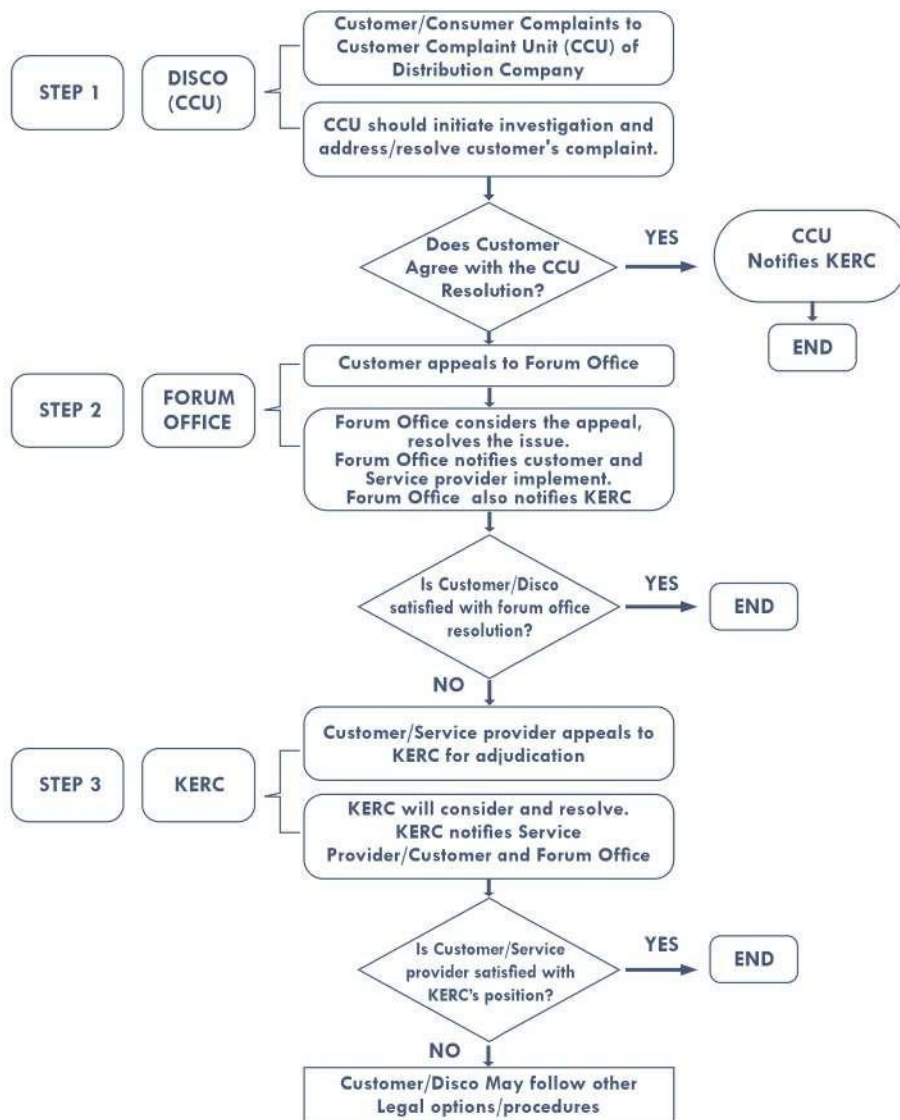 Customer/Consumer Complaints to
Customer Complaint Unit (CCU) of
Distribution Company
STEP 1
DISCO
(CCU)
CCU should initiate investigation and
address/resolve customer's complaint.
Does Customer
Agree with the CCU
Resolution?
YES
CCU
Notifies KERC
END
Customer appeals to Forum Office
STEP 2
FORUM
OFFICE
Forum Office considers the appeal,
resolves the issue.
Forum Office notifies customer and
Service provider implement.
Forum Office also notifies KERC
Is Customer/Disco
satisfied with forum office
resolution?
YES
END
NO
Customer/Service provider appeals to
KERC for adjudication
STEP 3
KERC
KERC will consider and resolve.
KERC notifies Service
Provider/Customer and Forum Office
Is Customer/Service
provider satisfied with
KERC's position?
YES
END
NO
Customer/Disco May follow other
Legal options/procedures